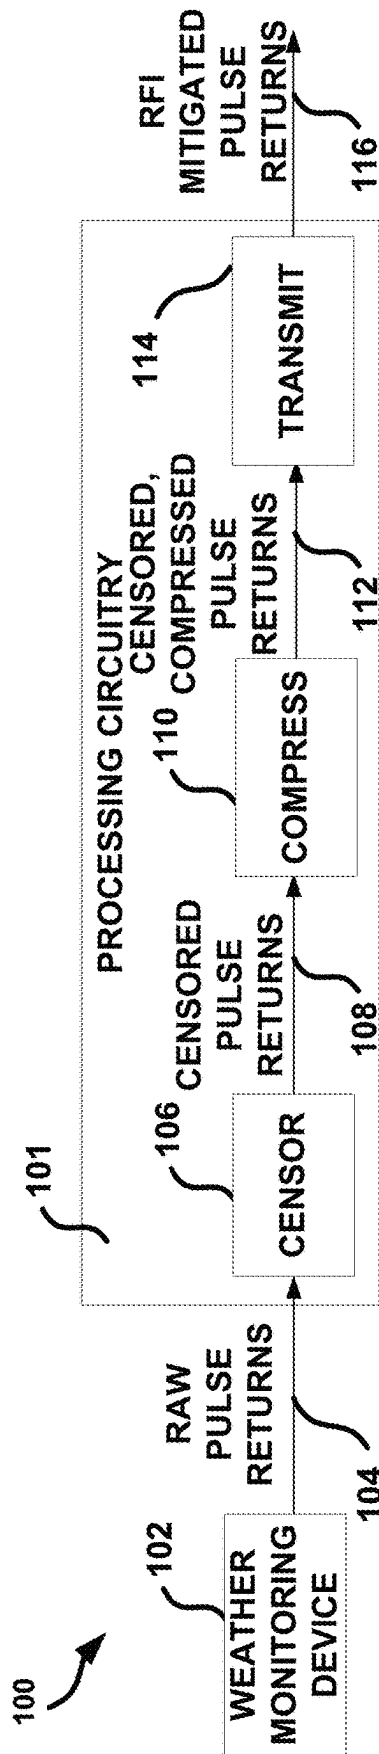 100
102
WEATHER
MONITORING
DEVICE
RAW
PULSE
RETURNS
104
101
PROCESSING CIRCUITRY
106
CENSOR
CENSORED
PULSE
RETURNS
108
110
COMPRESS
CENSORED,
COMPRESSED
PULSE
RETURNS
112
114
TRANSMIT
RFI
MITIGATED
PULSE
RETURNS
116